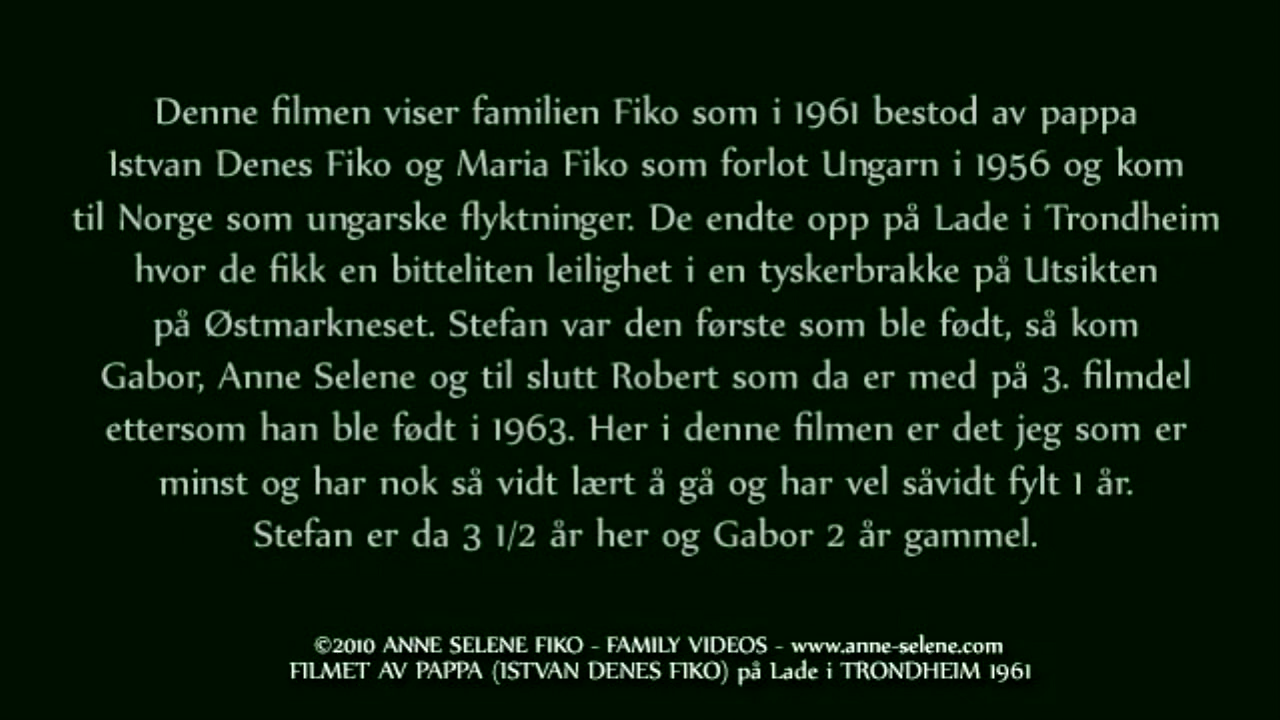 Denne filmen viser familien Fiko som i 1961 bestod av pappa
Istvan Denes Fiko og Maria Fiko som forlot Ungarn i 1956 og kom
til Norge som ungarske flyktninger. De endte opp på Lade i Trondheim
hvor de fikk en bitteliten leilighet i en tyskerbrakke på Utsikten
på Østmarkneset. Stefan var den første som ble født, så kom
Gabor, Anne Selene og til slutt Robert som da er med på 3. filmdel
ettersom han ble født i 1963. Her i denne filmen er det jeg som er
minst og har nok så vidt lært å gå og har vel såvidt fylt 1 år.
Stefan er da 3 1/2 år her og Gabor 2 år gammel.
©2010 ANNE SELENE FIKO - FAMILY VIDEOS - www.anne-selene.com
FILMET AV PAPPA (ISTVAN DENES FIKO) på Lade i TRONDHEIM 1961